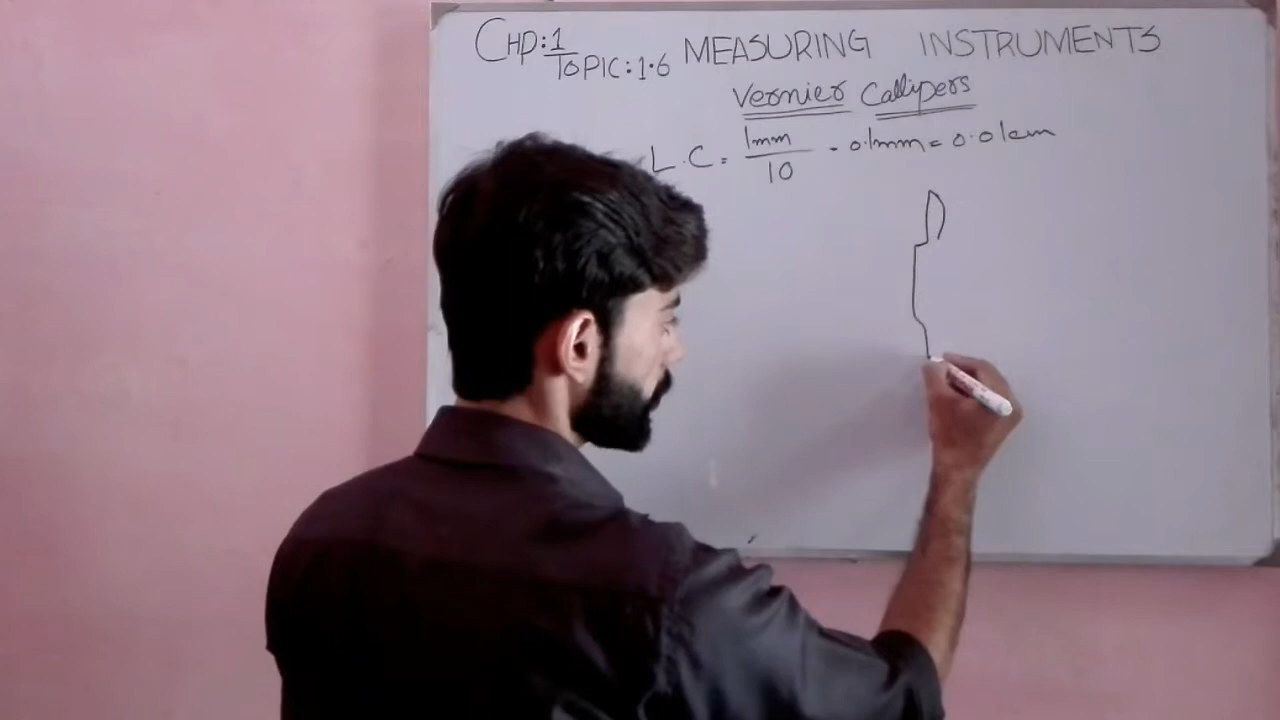 CHP:1
TOPIC:1.6 MEASURING INSTRUMENTS
Vernier Callipers
L.C = 1mm/10 = 0.1mm = 0.01cm